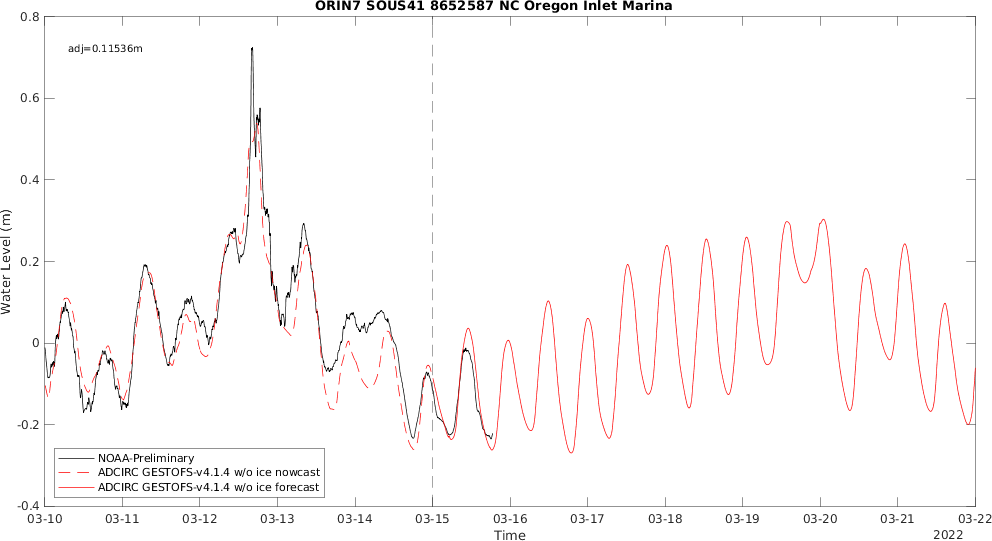 ORIN7 SOUS41 8652587 NC Oregon Inlet Marina
adj=0.11536m
0.8
0.6
0.4
0.2
0
-0.2
-0.4
Water Level (m)
NOAA-Preliminary
ADCIRC GESTOFS-v4.1.4 w/o ice nowcast
ADCIRC GESTOFS-v4.1.4 w/o ice forecast
03-10 03-11 03-12 03-13 03-14 03-15 03-16 03-17 03-18 03-19 03-20 03-21 03-22
Time
2022